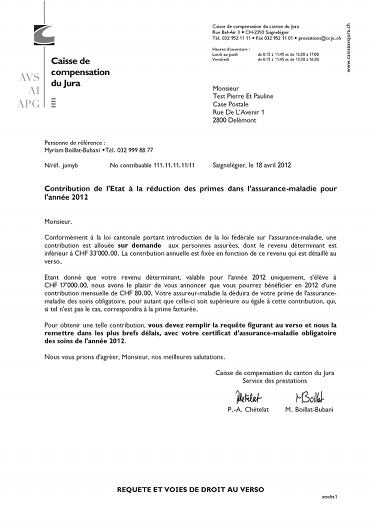 Caisse de compensation du canton du Jura
Rue Bel-Air 3 • CH-2350 Saignelégier
Tél. 032 952 11 11 • Fax 032 952 11 01 • prestations@ccju.ch
Heures d'ouverture :
Lundi au jeudi de 8.15 à 11:45 et de 13:30 à 17:00
Vendredi de 8.15 à 11:45 et de 13:30 à 16:30
www.caisseavsjura.ch
AVS
AI
APG
Caisse de
compensation
du Jura
Monsieur
Test Pierre Et Pauline
Case Postale
Rue De L'Avenir 1
2800 Delémont
Personne de référence :
Myriam Boillat-Bubani •Tél. 032 999 88 77
N/réf. jumyb No contribuable 111.11.11.11/11 Saignelégier, le 18 avril 2012
Contribution de l'Etat à la réduction des primes dans l'assurance-maladie pour
l'année 2012
Monsieur,
Conformément à la loi cantonale portant introduction de la loi fédérale sur l'assurance-maladie, une
contribution est allouée sur demande aux personnes assurées, dont le revenu déterminant est
inférieur à CHF 33'000.00. La contribution annuelle est fixée en fonction de ce revenu qui est détaillé au
verso.
Etant donné que votre revenu déterminant, valable pour l'année 2012 uniquement, s'élève à
CHF 17'000.00, nous avons le plaisir de vous annoncer que vous pourrez bénéficier en 2012 d'une
contribution mensuelle de CHF 80.00. Votre assureur-maladie la déduira de votre prime de l'assurance-
maladie des soins obligatoire, pour autant que celle-ci soit supérieure ou égale à cette contribution, qui,
si tel n'est pas le cas, correspondra à la prime facturée.
Pour obtenir une telle contribution, vous devez remplir la requête figurant au verso et nous la
remettre dans les plus brefs délais, avec votre certificat d'assurance-maladie obligatoire
des soins de l'année 2012.
Nous vous prions d'agréer, Monsieur, nos meilleures salutations.
Caisse de compensation du canton du Jura
Service des prestations
P.-A. Chételat M. Boillat-Bubani
REQUETE ET VOIES DE DROIT AU VERSO